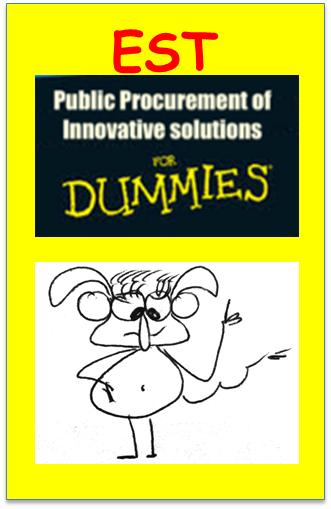 EST
Public Procurement of
Innovative solutions
FOR
DUMMIES®